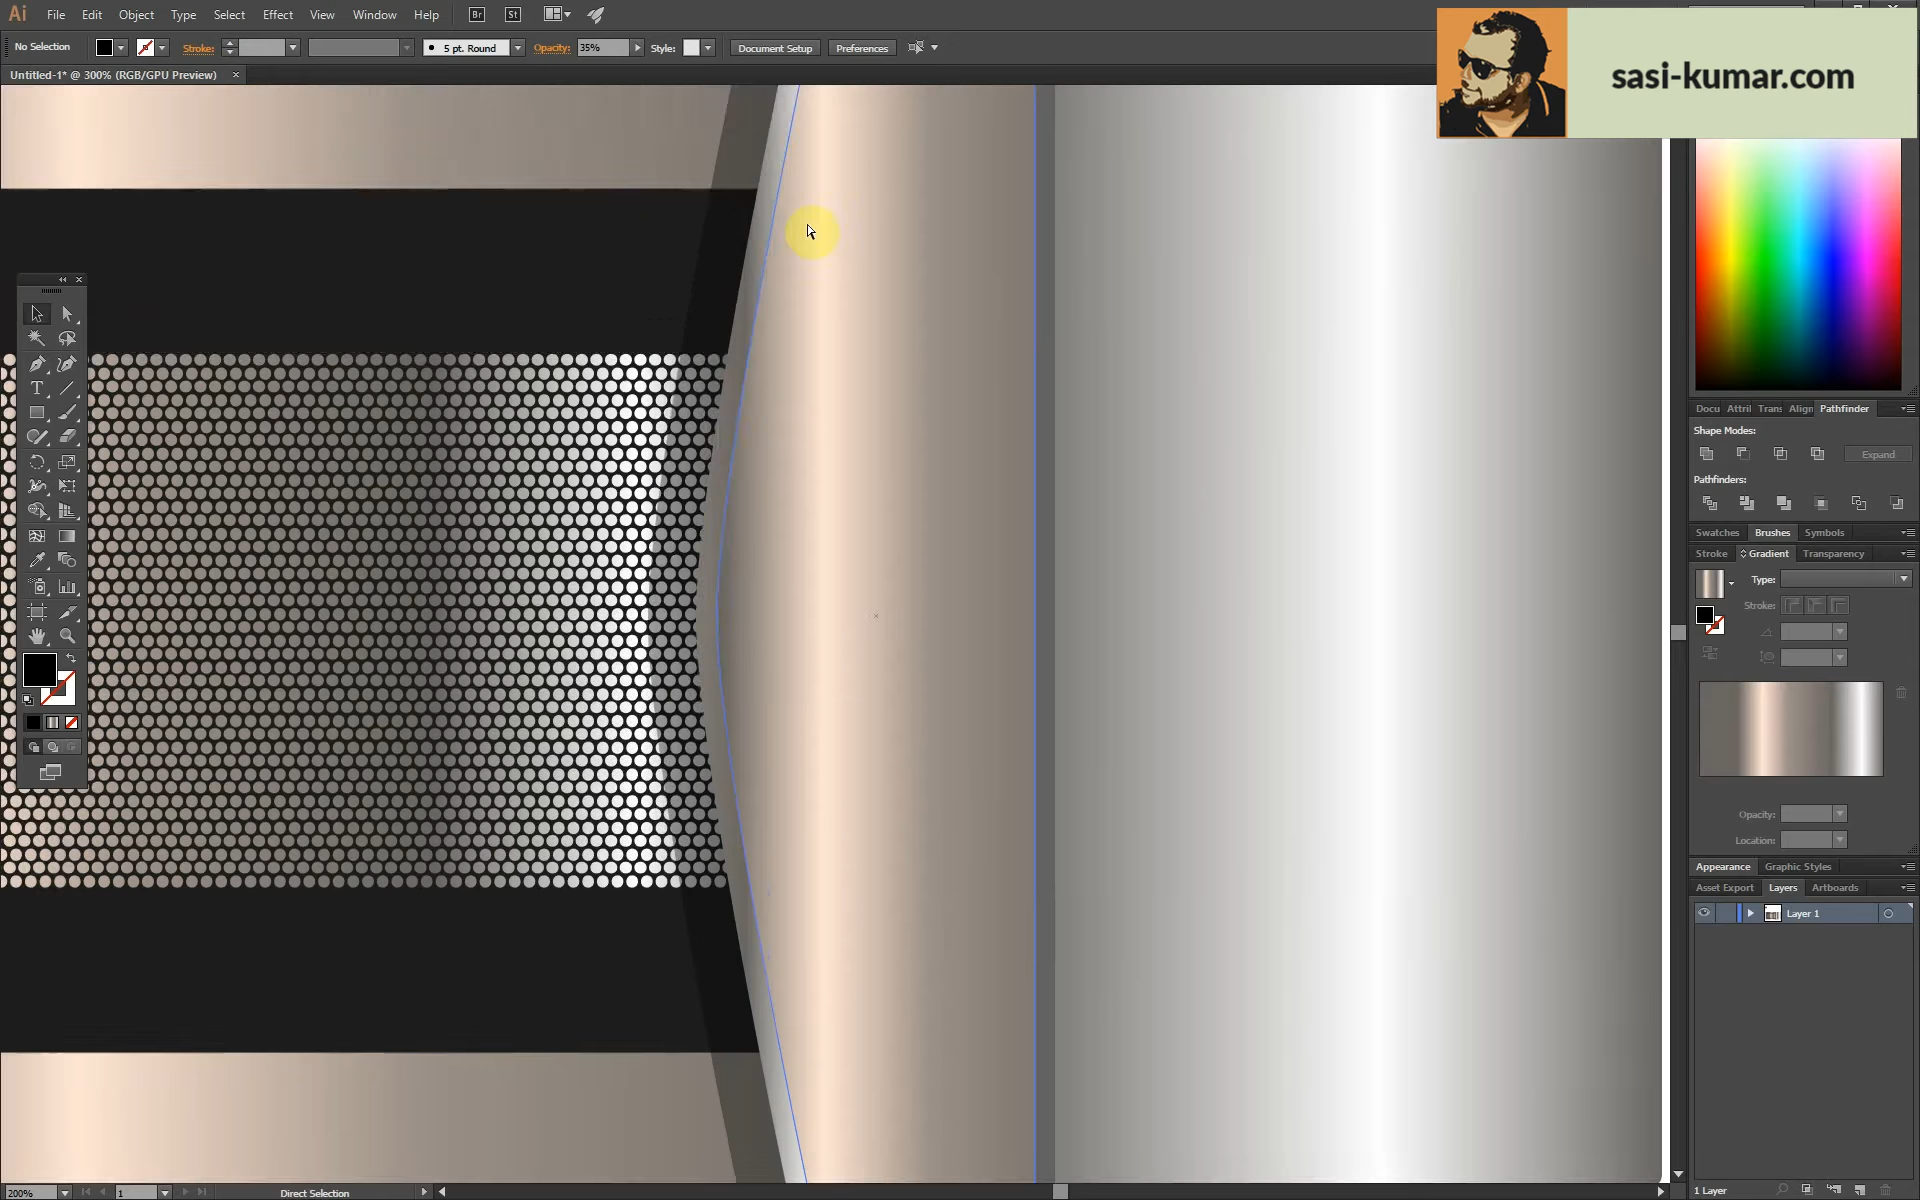 Ai File Edit Object Type Select Effect View Window Help Br St
No Selection Stroke: 5 pt. Round Opacity: 35% Style: Document Setup Preferences
sasi-kumar.com
Untitled-1* @ 300% (RGB/GPU Preview) ×
Docu Attri Trans Align Pathfinder
Shape Modes:
Expand
Pathfinders:
Swatches Brushes Symbols
Stroke Gradient Transparency
Type:
Stroke:
Opacity:
Location:
Appearance Graphic Styles
Asset Export Layers Artboards
Layer 1
200% 1 Direct Selection 1 Layer